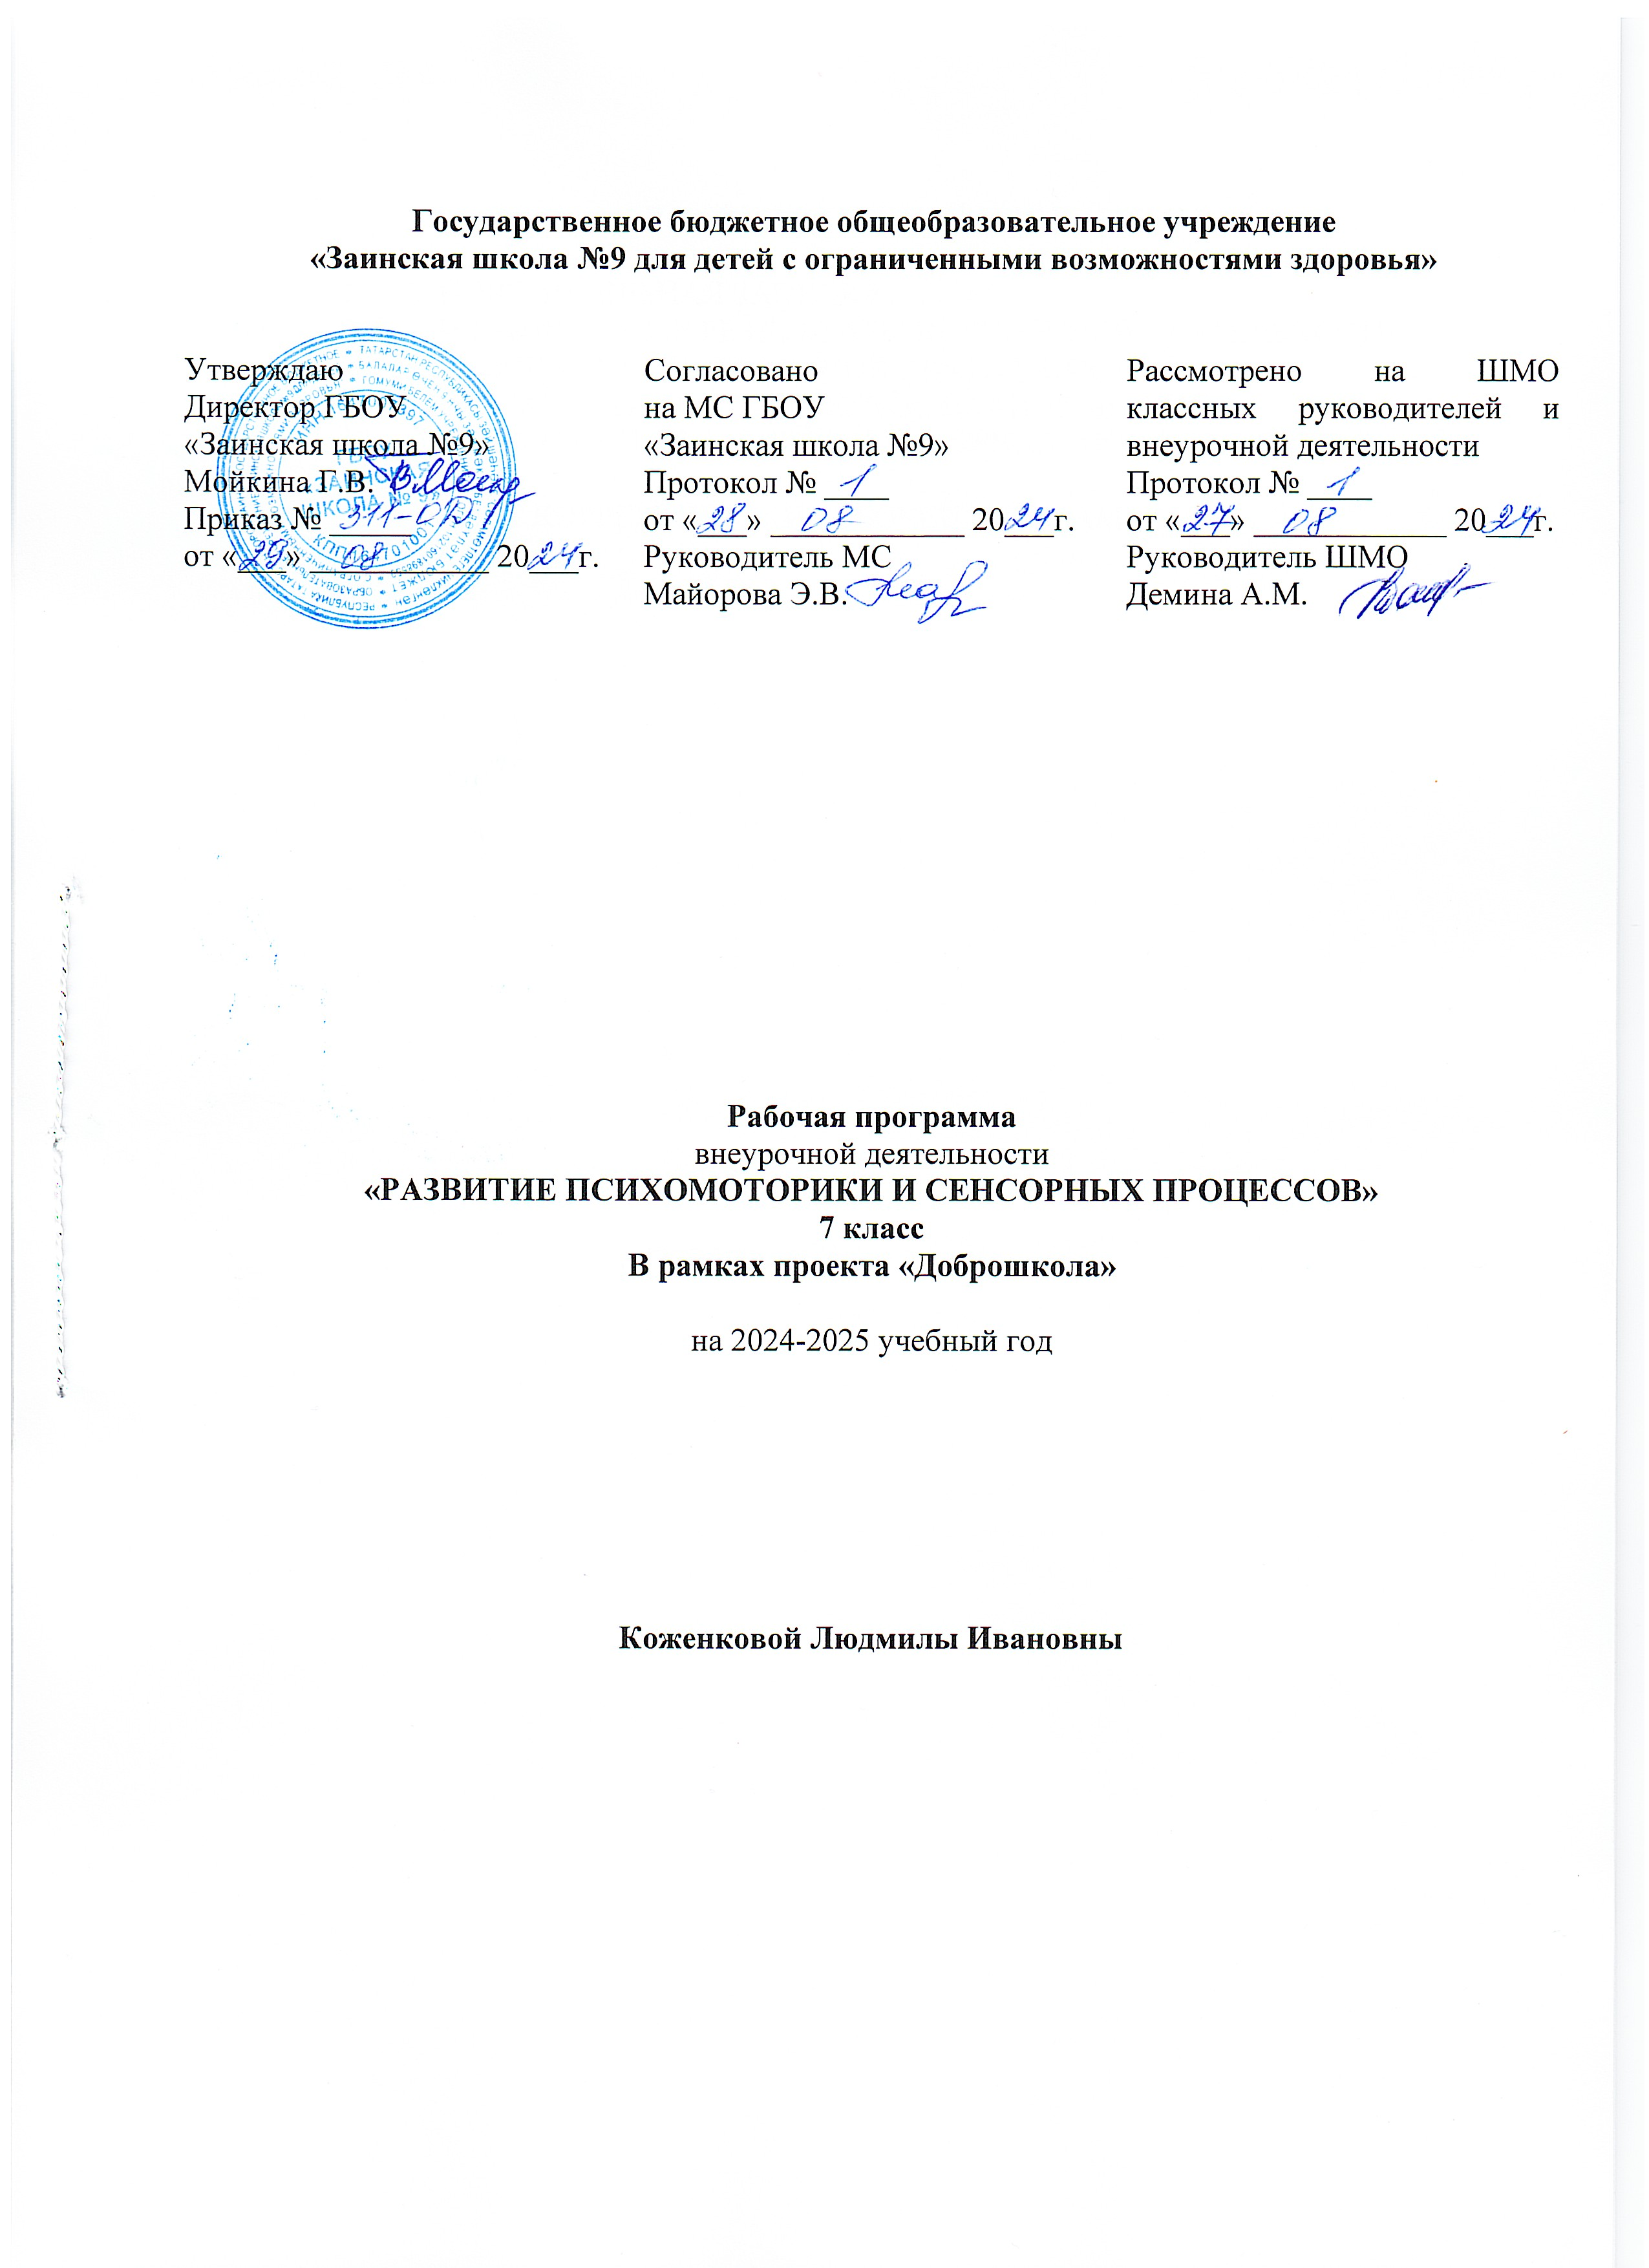 Государственное бюджетное общеобразовательное учреждение
«Заинская школа №9 для детей с ограниченными возможностями здоровья»
Утверждаю
Директор ГБОУ
«Заинская школа №9»
Мойкина Г.В.
Приказ № 311-ОД
от «29» 08 2024г.
Согласовано
на МС ГБОУ
«Заинская школа №9»
Протокол № 1
от «28» 08 2024г.
Руководитель МС
Майорова Э.В.
Рассмотрено на ШМО
классных руководителей и
внеурочной деятельности
Протокол № 1
от «27» 08 2024г.
Руководитель ШМО
Демина А.М.
«ЗАИНСКАЯ
ШКОЛА №
Рабочая программа
внеурочной деятельности
«РАЗВИТИЕ ПСИХОМОТОРИКИ И СЕНСОРНЫХ ПРОЦЕССОВ»
7 класс
В рамках проекта «Доброшкола»
на 2024-2025 учебный год
Коженковой Людмилы Ивановны